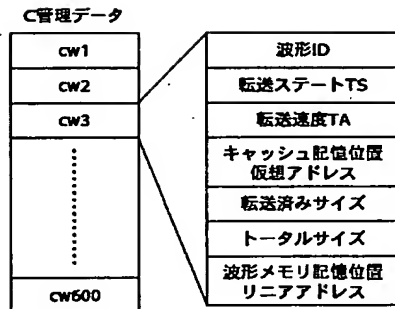 C管理データ
cw1
cw2
cw3
cw600
波形ID
転送ステートTS
転送速度TA
キャッシュ記憶位置
仮想アドレス
転送済みサイズ
トータルサイズ
波形メモリ記憶位置
リニアアドレス